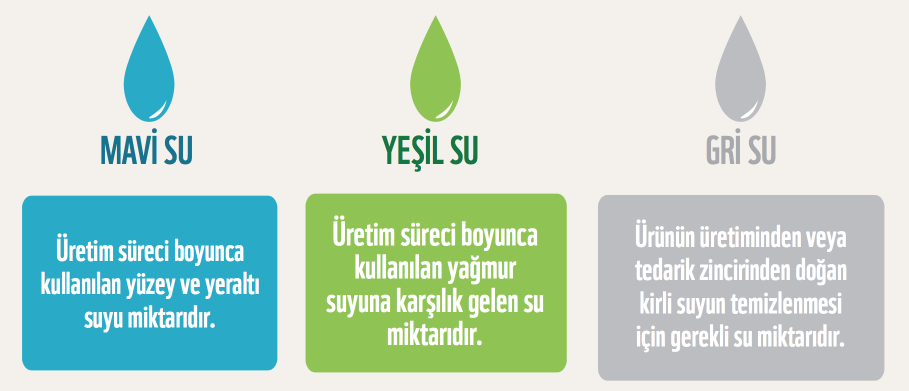 MAVİ SU
Üretim süreci boyunca
kullanılan yüzey ve yeraltı
suyu miktarıdır.
YEŞİL SU
Üretim süreci boyunca
kullanılan yağmur
suyuna karşılık gelen su
miktarıdır.
GRİ SU
Ürünün üretiminden veya
tedarik zincirinden doğan
kirli suyun temizlenmesi
için gerekli su miktarıdır.